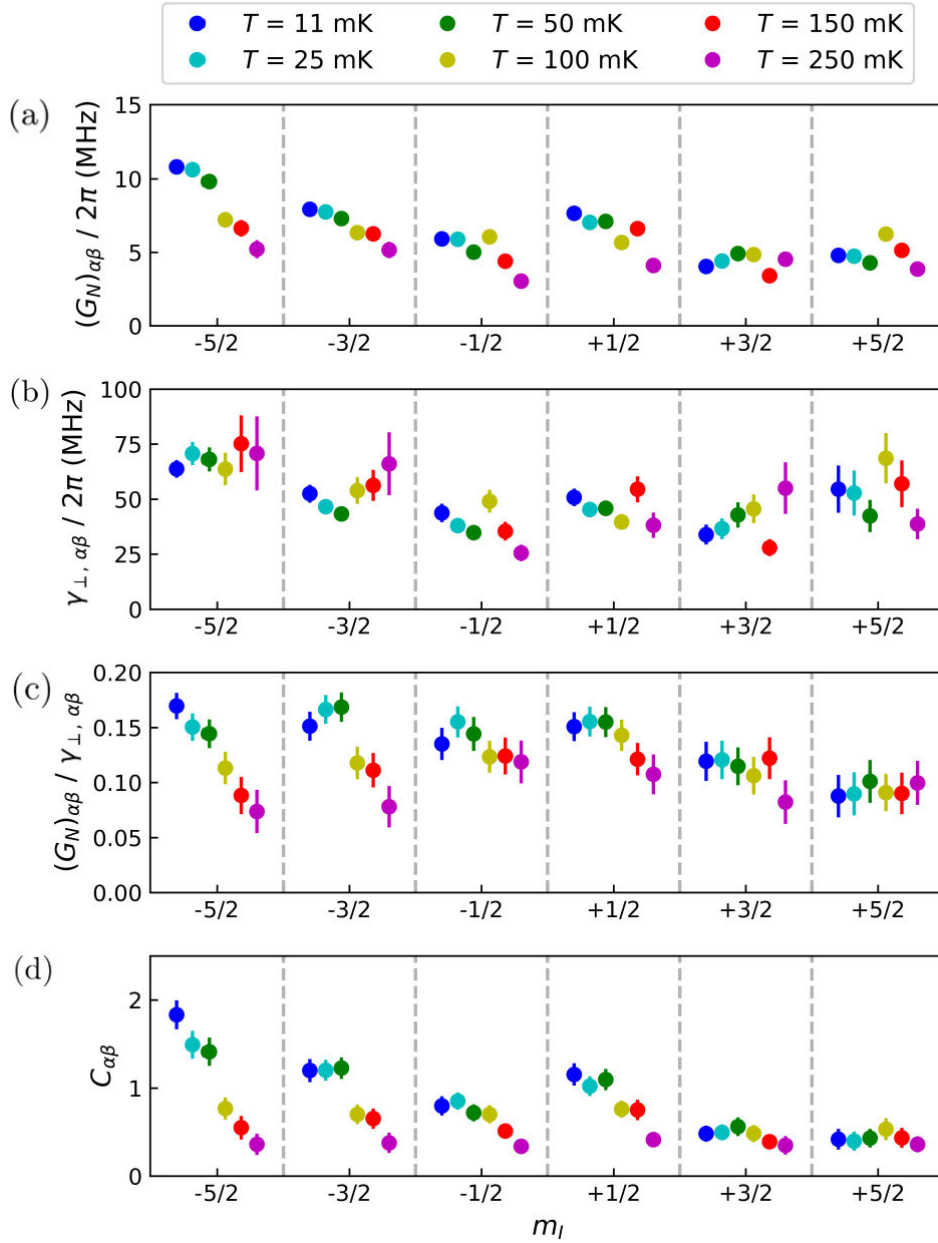 T = 11 mK T = 50 mK T = 150 mK
T = 25 mK T = 100 mK T = 250 mK
(a)
(G_N)_αβ / 2π (MHz)
15
10
5
0
-5/2 -3/2 -1/2 +1/2 +3/2 +5/2
(b)
γ_⊥, αβ / 2π (MHz)
100
75
50
25
0
-5/2 -3/2 -1/2 +1/2 +3/2 +5/2
(c)
(G_N)_αβ / γ_⊥, αβ
0.20
0.15
0.10
0.05
0.00
-5/2 -3/2 -1/2 +1/2 +3/2 +5/2
(d)
C_αβ
2
1
0
-5/2 -3/2 -1/2 +1/2 +3/2 +5/2
m_I